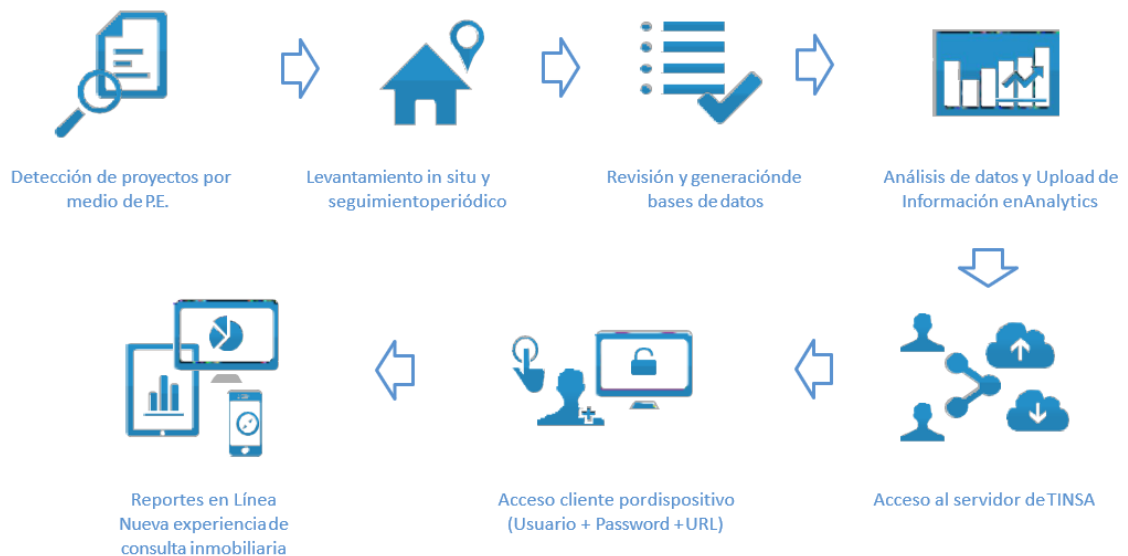 Detección de proyectos por
medio de P.E.
Levantamiento in situ y
seguimientoperiódico
Revisión y generaciónde
bases de datos
Análisis de datos y Upload de
Información enAnalytics
Acceso al servidor de TINSA
Acceso cliente pordispositivo
(Usuario + Password +URL)
Reportes en Línea
Nueva experiencia de
consulta inmobiliaria